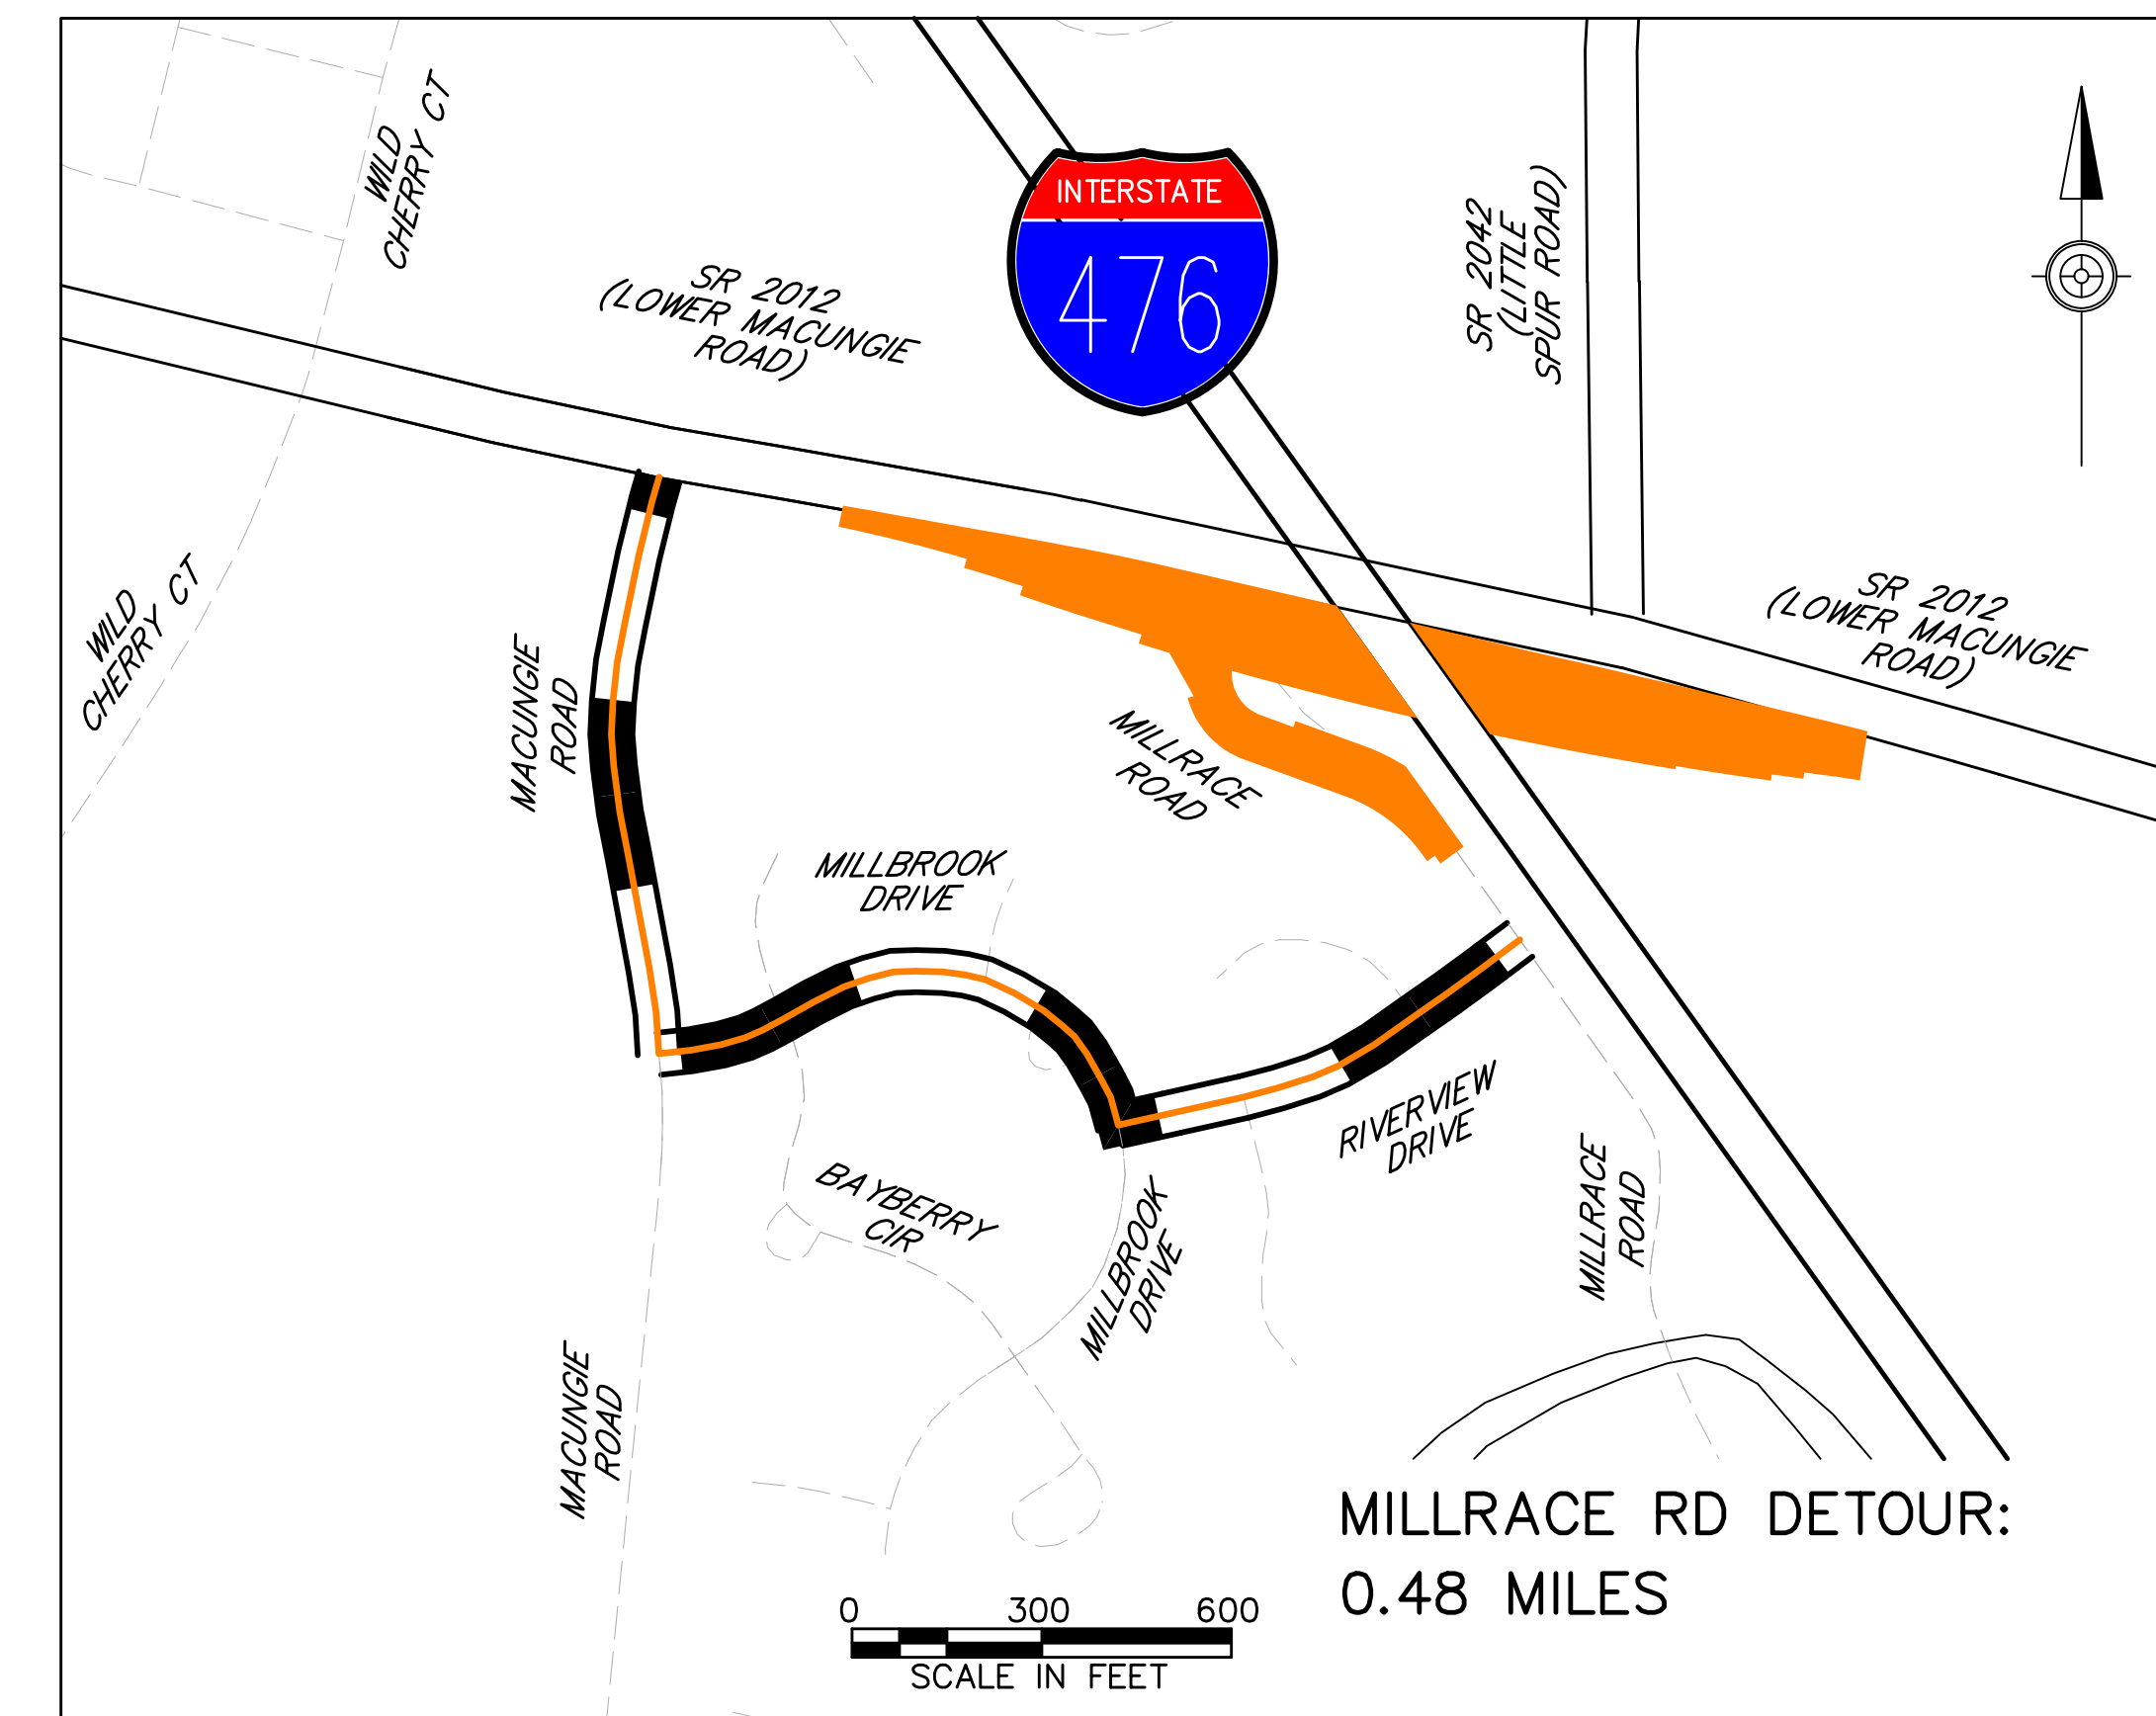 WILD
CHERRY CT
INTERSTATE
476
SR 2042
(LITTLE
SPUR ROAD)
SR 2012
(LOWER MACUNGIE
ROAD)
WILD
CHERRY CT
SR 2012
(LOWER MACUNGIE
ROAD)
MACUNGIE
ROAD
MILLRACE
ROAD
MILLBROOK
DRIVE
RIVERVIEW
DRIVE
BAYBERRY
CIR
MILLBROOK
DRIVE
MILLRACE
ROAD
MACUNGIE
ROAD
MILLRACE RD DETOUR:
0.48 MILES
0 300 600
SCALE IN FEET